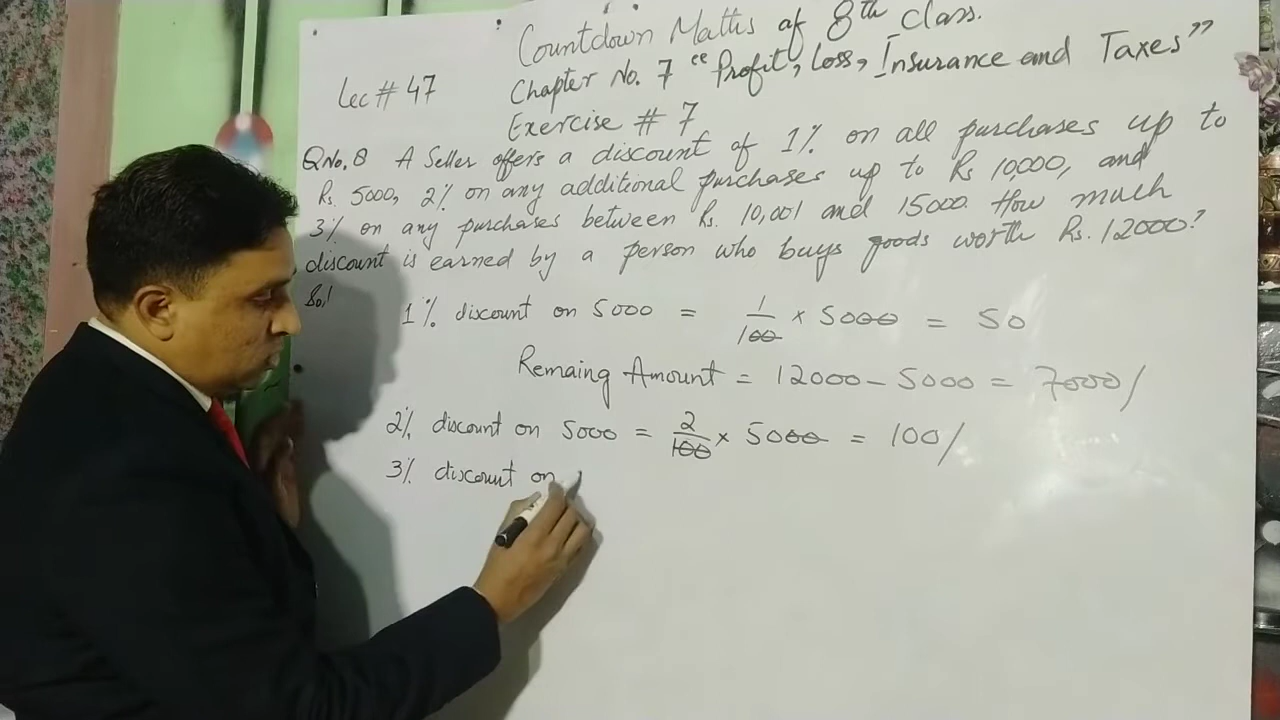 Countdown Maths of 8th Class.
Lec # 47
Chapter No. 7 "Profit, Loss, Insurance and Taxes"
Exercise # 7
QNo. 8 A Seller offers a discount of 1% on all purchases up to
Rs. 5000, 2% on any additional purchases up to Rs 10,000, and
3% on any purchases between Rs. 10,001 and 15000. How much
discount is earned by a person who buys goods worth Rs. 12000?
Sol
1% discount on 5000 = 1/100 × 5000 = 50
Remaing Amount = 12000 - 5000 = 7000/
2% discount on 5000 = 2/100 × 5000 = 100/
3% discount on